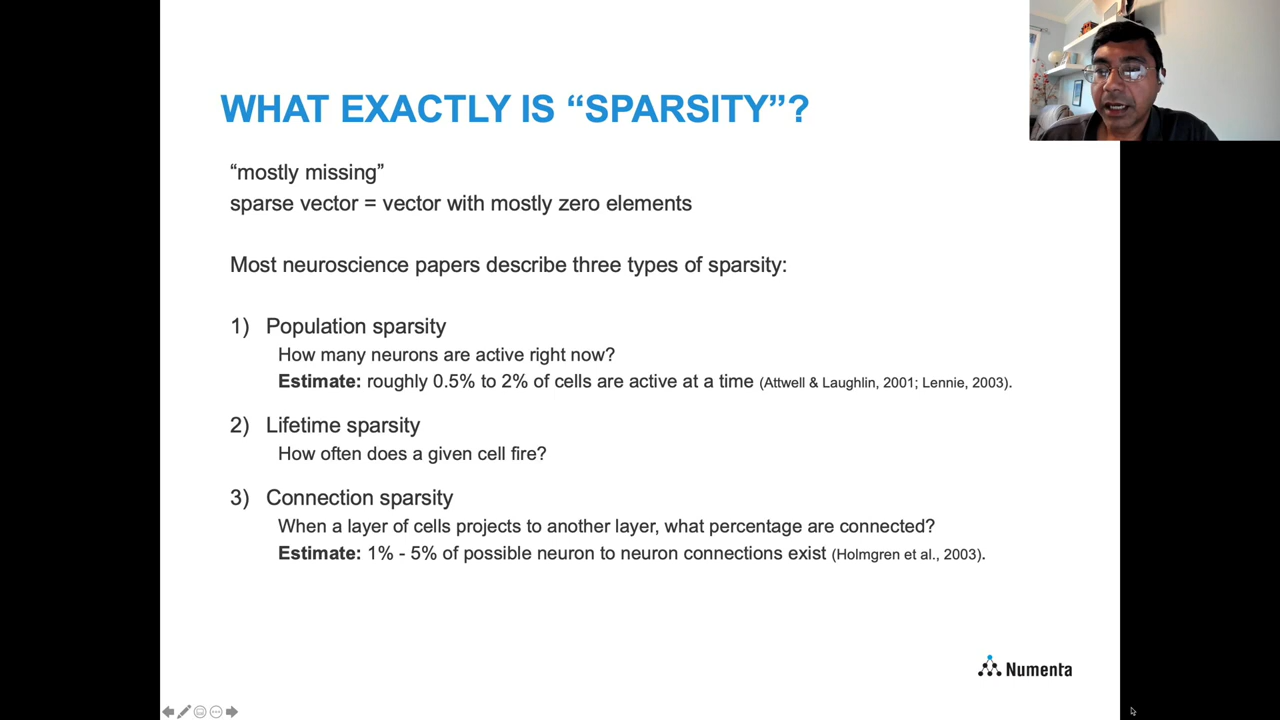 WHAT EXACTLY IS “SPARSITY”?
“mostly missing”
sparse vector = vector with mostly zero elements
Most neuroscience papers describe three types of sparsity:
1) Population sparsity
How many neurons are active right now?
Estimate: roughly 0.5% to 2% of cells are active at a time (Attwell & Laughlin, 2001; Lennie, 2003).
2) Lifetime sparsity
How often does a given cell fire?
3) Connection sparsity
When a layer of cells projects to another layer, what percentage are connected?
Estimate: 1% - 5% of possible neuron to neuron connections exist (Holmgren et al., 2003).
Numenta